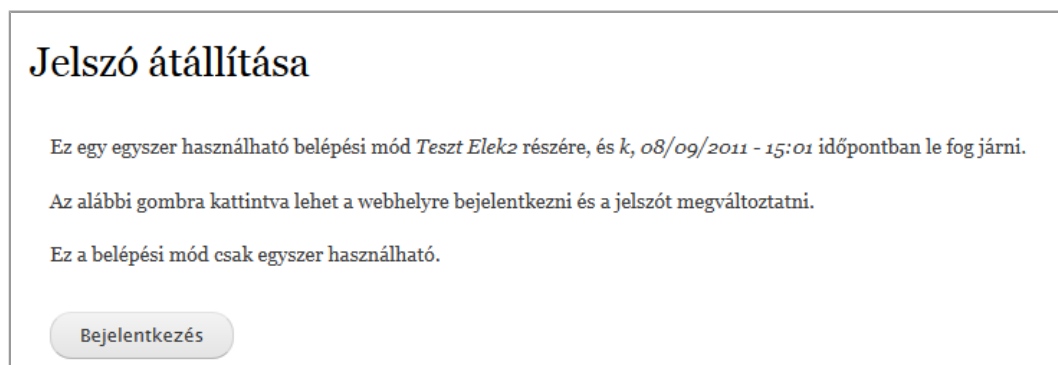 Jelszó átállítása
Ez egy egyszer használható belépési mód Teszt Elek2 részére, és k, 08/09/2011 - 15:01 időpontban le fog járni.
Az alábbi gombra kattintva lehet a webhelyre bejelentkezni és a jelszót megváltoztatni.
Ez a belépési mód csak egyszer használható.
Bejelentkezés